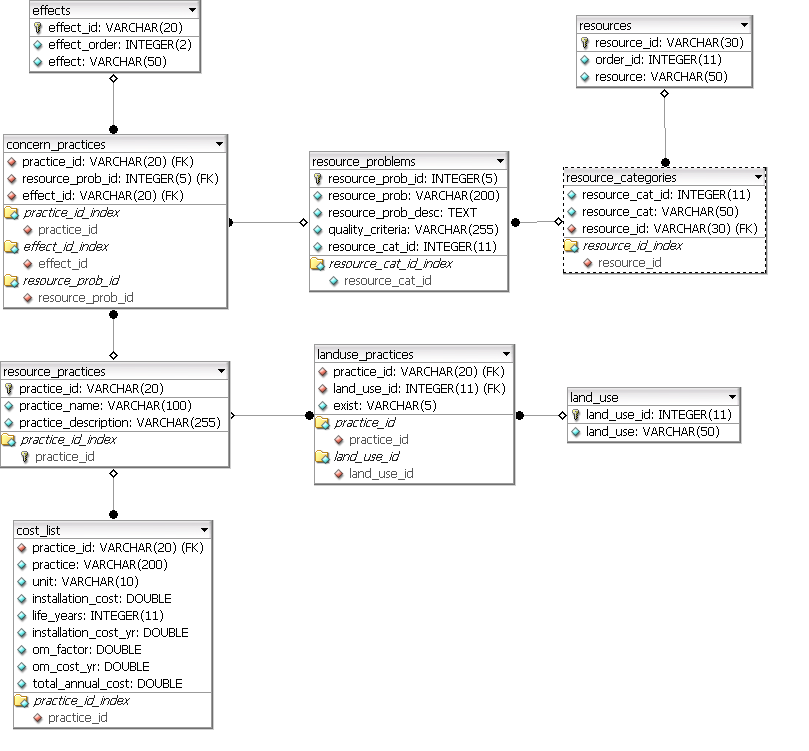 effects
effect_id: VARCHAR(20)
effect_order: INTEGER(2)
effect: VARCHAR(50)
resources
resource_id: VARCHAR(30)
order_id: INTEGER(11)
resource: VARCHAR(50)
concern_practices
practice_id: VARCHAR(20) (FK)
resource_prob_id: INTEGER(5) (FK)
effect_id: VARCHAR(20) (FK)
practice_id_index
practice_id
effect_id_index
effect_id
resource_prob_id
resource_prob_id
resource_problems
resource_prob_id: INTEGER(5)
resource_prob: VARCHAR(200)
resource_prob_desc: TEXT
quality_criteria: VARCHAR(255)
resource_cat_id: INTEGER(11)
resource_cat_id_index
resource_cat_id
resource_categories
resource_cat_id: INTEGER(11)
resource_cat: VARCHAR(50)
resource_id: VARCHAR(30) (FK)
resource_id_index
resource_id
resource_practices
practice_id: VARCHAR(20)
practice_name: VARCHAR(100)
practice_description: VARCHAR(255)
practice_id_index
practice_id
landuse_practices
practice_id: VARCHAR(20) (FK)
land_use_id: INTEGER(11) (FK)
exist: VARCHAR(5)
practice_id
practice_id
land_use_id
land_use_id
land_use
land_use_id: INTEGER(11)
land_use: VARCHAR(50)
cost_list
practice_id: VARCHAR(20) (FK)
practice: VARCHAR(200)
unit: VARCHAR(10)
installation_cost: DOUBLE
life_years: INTEGER(11)
installation_cost_yr: DOUBLE
om_factor: DOUBLE
om_cost_yr: DOUBLE
total_annual_cost: DOUBLE
practice_id_index
practice_id